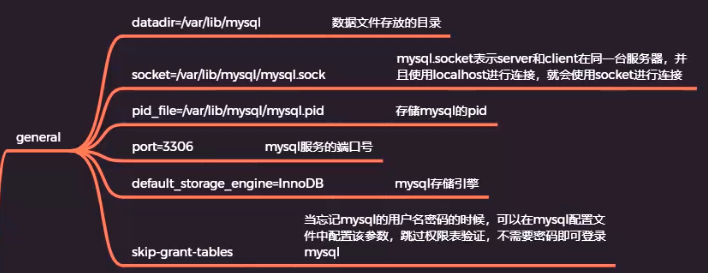 datadir=/var/lib/mysql 数据文件存放的目录
mysql.socket表示server和client在同一台服务器，并
socket=/var/lib/mysql/mysql.sock 且使用localhost进行连接，就会使用socket进行连接
pid_file=/var/lib/mysql/mysql.pid 存储mysql的pid
general
port=3306 mysql服务的端口号
default_storage_engine=InnoDB mysql存储引擎
当忘记mysql的用户名密码的时候，可以在mysql配置文
件中配置该参数，跳过权限表验证，不需要密码即可登录
skip-grant-tables mysql